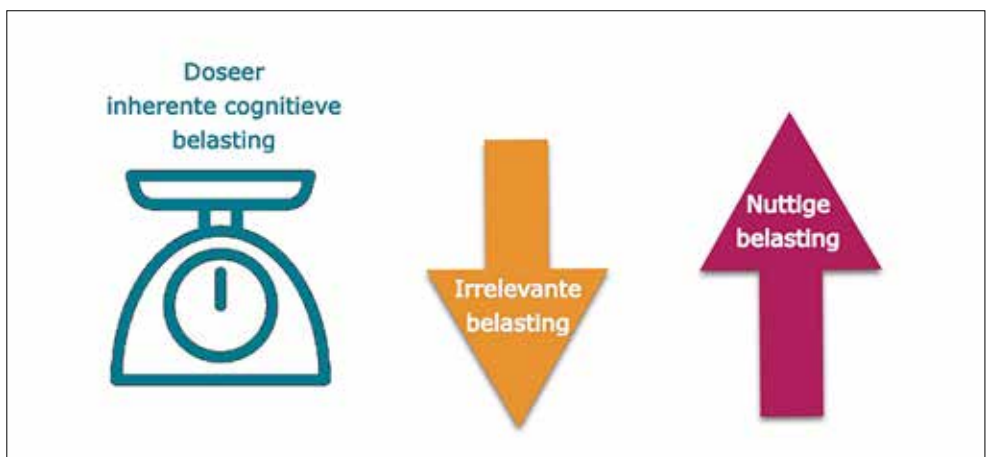 Doseer
inherente cognitieve
belasting
Irrelevante
belasting
Nuttige
belasting